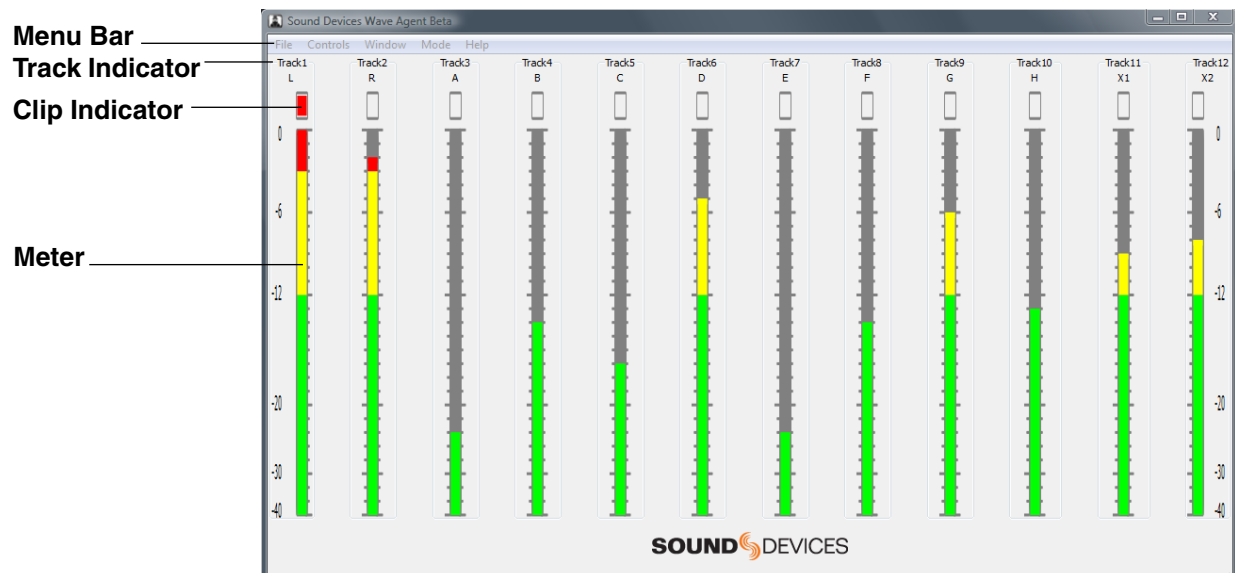 Sound Devices Wave Agent Beta
Menu Bar
File Controls Window Mode Help
Track Indicator
Track1 Track2 Track3 Track4 Track5 Track6 Track7 Track8 Track9 Track10 Track11 Track12
L R A B C D E F G H X1 X2
Clip Indicator
0 0
-6 -6
Meter
-12 -12
-20 -20
-30 -30
-40 -40
SOUND DEVICES